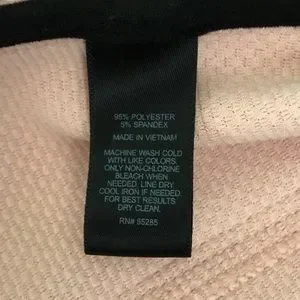 95% POLYESTER
5% SPANDEX
MADE IN VIETNAM
MACHINE WASH COLD
WITH LIKE COLORS.
ONLY NON-CHLORINE
BLEACH WHEN
NEEDED. LINE DRY
COOL IRON IF NEEDED.
FOR BEST RESULTS
DRY CLEAN.
RN# 55285